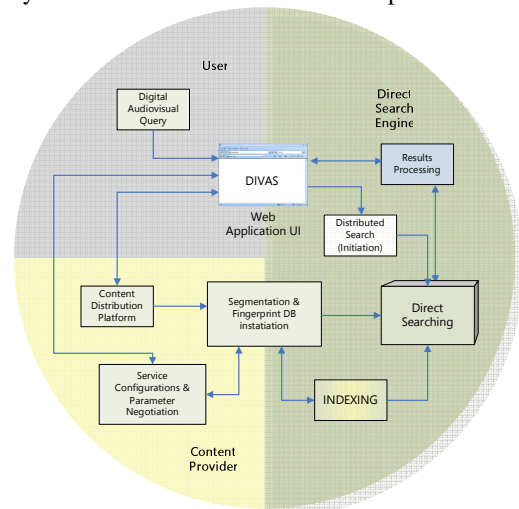 User
Direct
Search
Engine
Digital
Audiovisual
Query
Results
Processing
DIVAS
Web
Application UI
Distributed
Search
(Initiation)
Content
Distribution
Platform
Segmentation &
Fingerprint DB
instatiation
Direct
Searching
Service
Configurations &
Parameter
Negotiation
INDEXING
Content
Provider